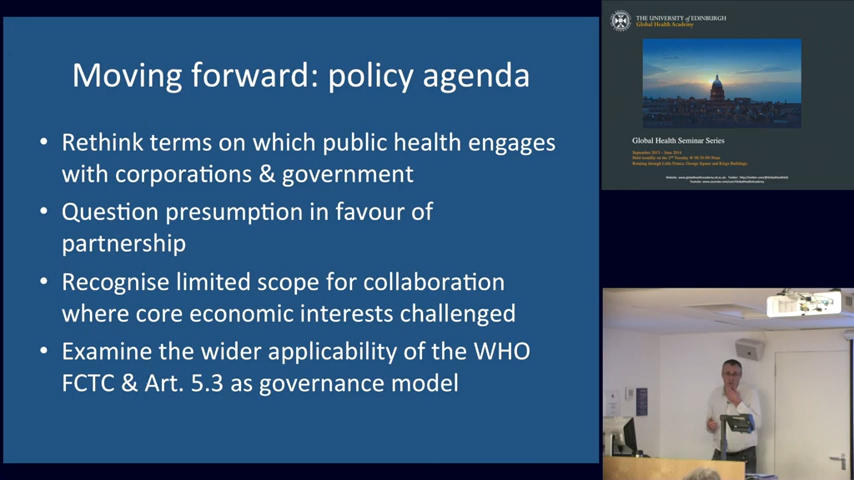 Moving forward: policy agenda
• Rethink terms on which public health engages
with corporations & government
• Question presumption in favour of
partnership
• Recognise limited scope for collaboration
where core economic interests challenged
• Examine the wider applicability of the WHO
FCTC & Art. 5.3 as governance model
THE UNIVERSITY of EDINBURGH
Global Health Academy
Global Health Seminar Series